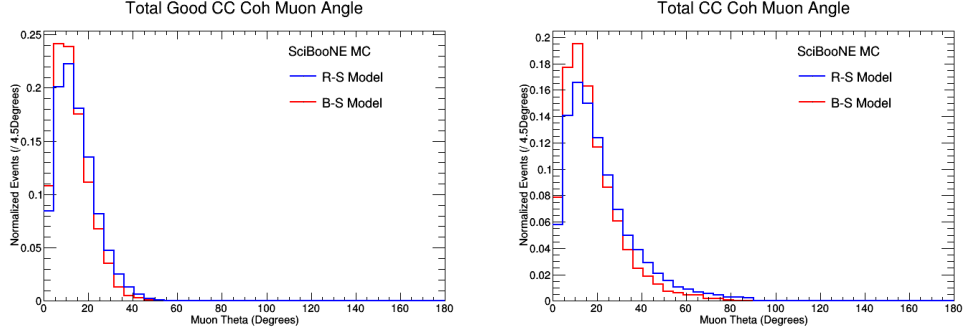 Total Good CC Coh Muon Angle
Normalized Events (/ 4.5Degrees)
0.25
0.2
0.15
0.1
0.05
0
SciBooNE MC
R-S Model
B-S Model
0 20 40 60 80 100 120 140 160 180
Muon Theta (Degrees)
Total CC Coh Muon Angle
Normalized Events (/ 4.5Degrees)
0.2
0.18
0.16
0.14
0.12
0.1
0.08
0.06
0.04
0.02
0
SciBooNE MC
R-S Model
B-S Model
0 20 40 60 80 100 120 140 160 180
Muon Theta (Degrees)